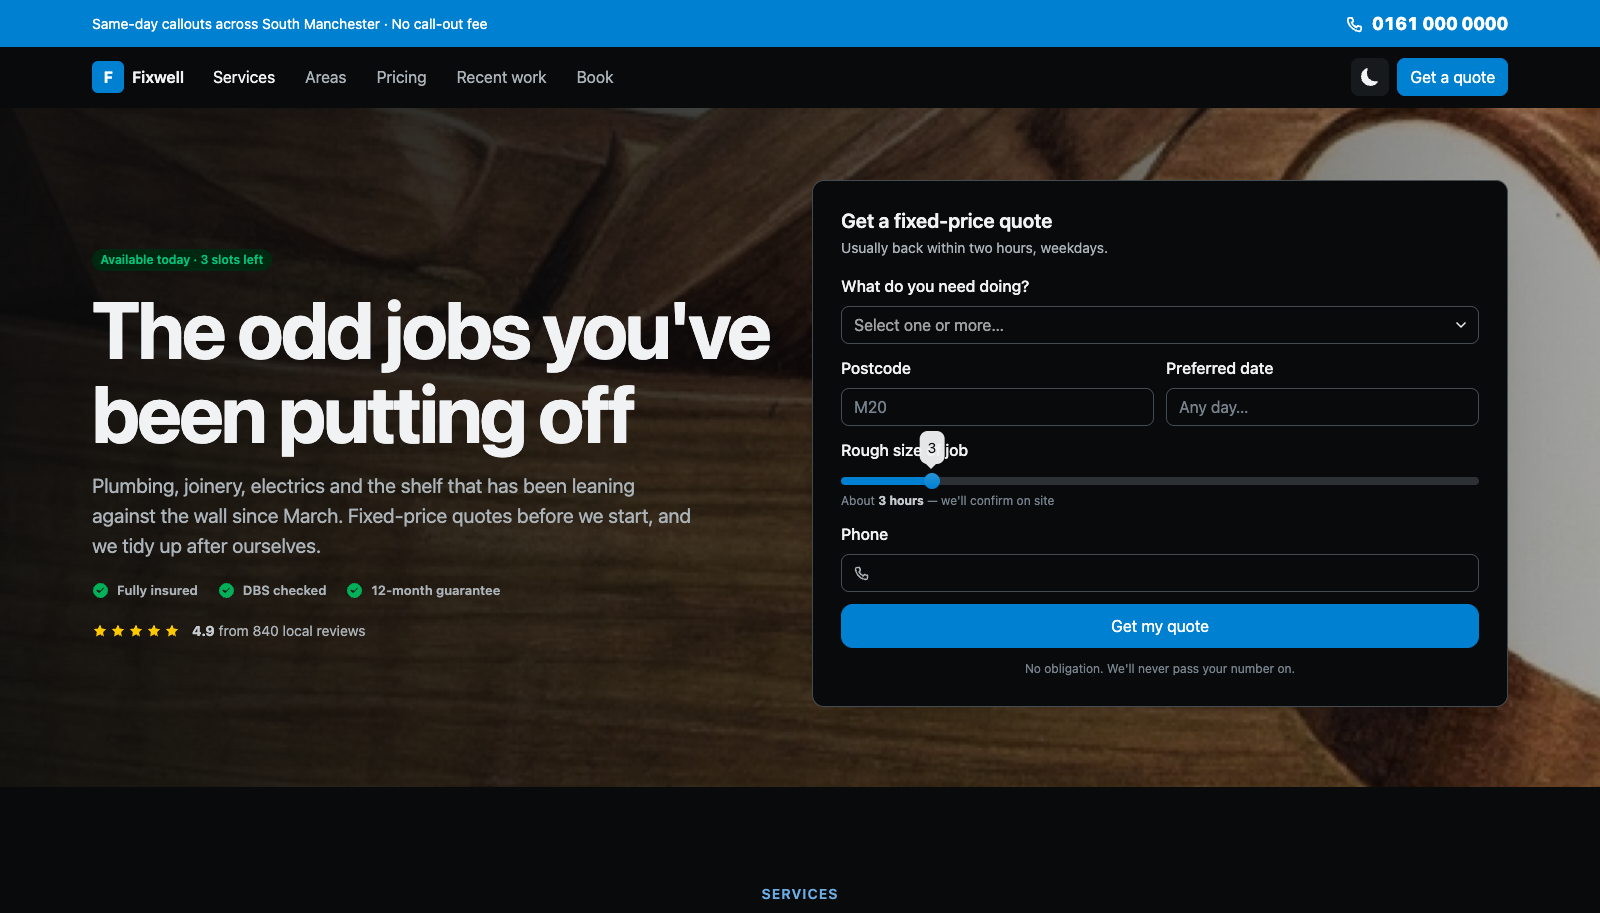 Same-day callouts across South Manchester · No call-out fee
0161 000 0000
F Fixwell Services Areas Pricing Recent work Book
Get a quote
Available today · 3 slots left
The odd jobs you've
been putting off
Plumbing, joinery, electrics and the shelf that has been leaning
against the wall since March. Fixed-price quotes before we start, and
we tidy up after ourselves.
Fully insured DBS checked 12-month guarantee
4.9 from 840 local reviews
Get a fixed-price quote
Usually back within two hours, weekdays.
What do you need doing?
Select one or more...
Postcode Preferred date
M20 Any day...
3
Rough size job
About 3 hours — we'll confirm on site
Phone
Get my quote
No obligation. We'll never pass your number on.
SERVICES